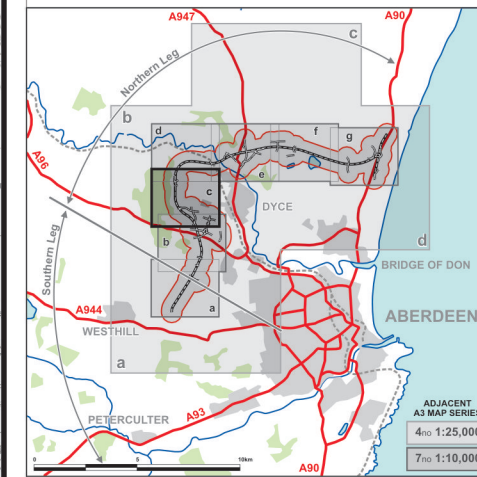 A947
A90
c
Northern Leg
b
d
f
g
A96
e
c
DYCE
Southern Leg
b
d
BRIDGE OF DON
a
A944
ABERDEEN
WESTHILL
a
ADJACENT
A3 MAP SERIES
4no 1:25,000
PETERCULTER
A93
7no 1:10,000
0 5 10km
A90